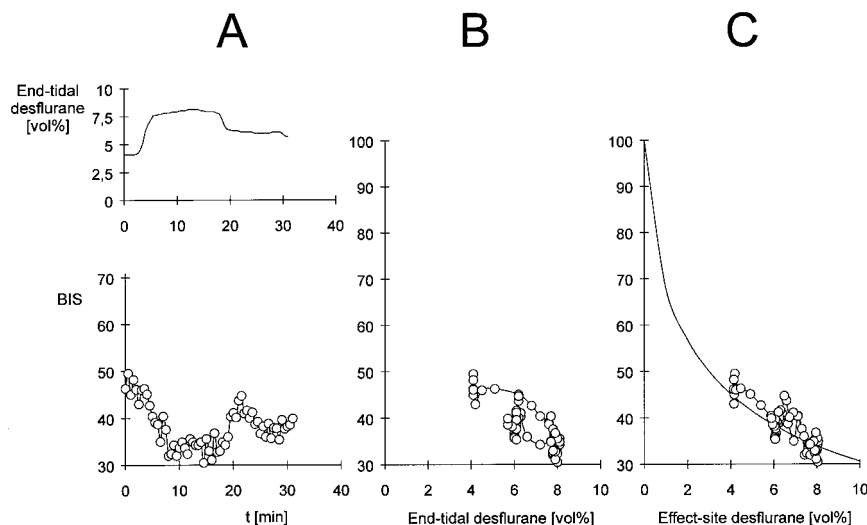 A
B
C
End-tidal
desflurane
[vol%]
10
7,5
5
2,5
0
0 10 20 30 40
BIS
70
60
50
40
30
0 10 20 30 40
t [min]
100
90
80
70
60
50
40
30
0 2 4 6 8 10
End-tidal desflurane [vol%]
100
90
80
70
60
50
40
30
0 2 4 6 8 10
Effect-site desflurane [vol%]